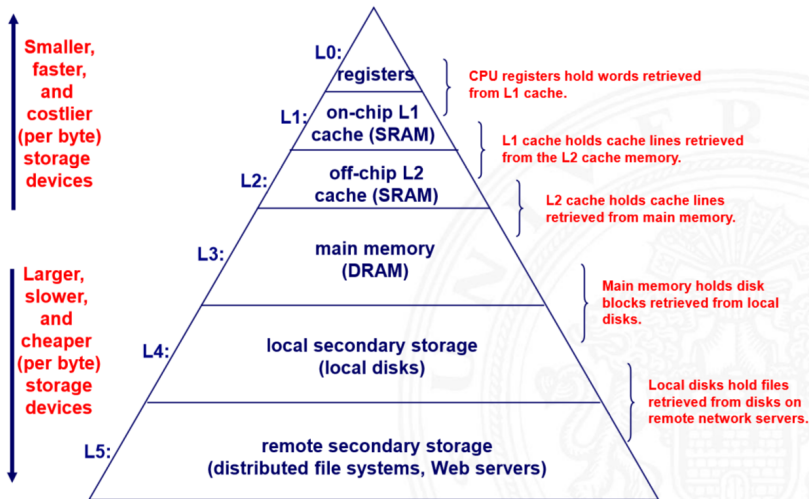 Smaller,
faster,
and
costlier
(per byte)
storage
devices
Larger,
slower,
and
cheaper
(per byte)
storage
devices
L0:
registers
L1:
on-chip L1
cache (SRAM)
L2:
off-chip L2
cache (SRAM)
L3:
main memory
(DRAM)
L4:
local secondary storage
(local disks)
L5:
remote secondary storage
(distributed file systems, Web servers)
CPU registers hold words retrieved
from L1 cache.
L1 cache holds cache lines retrieved
from the L2 cache memory.
L2 cache holds cache lines
retrieved from main memory.
Main memory holds disk
blocks retrieved from local
disks.
Local disks hold files
retrieved from disks on
remote network servers.